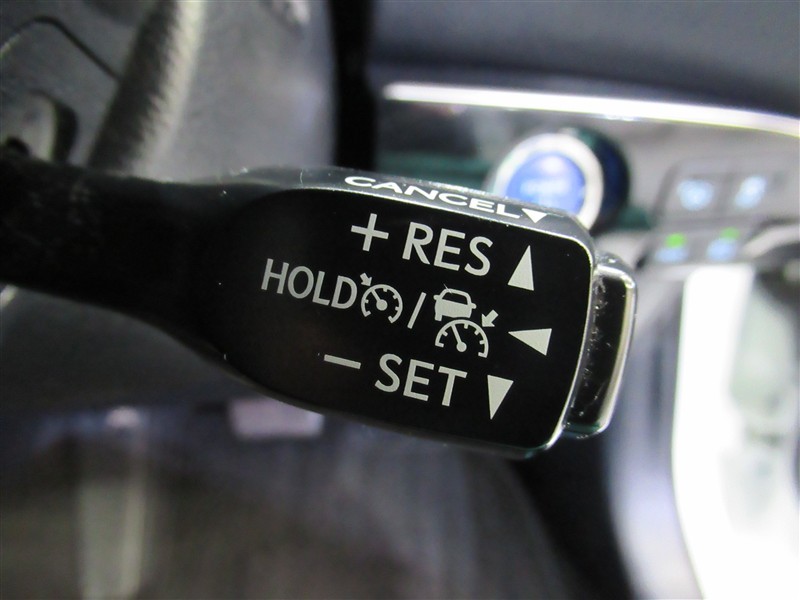 CANCEL▼
+ RES ▲
HOLD / ◀
− SET ▼